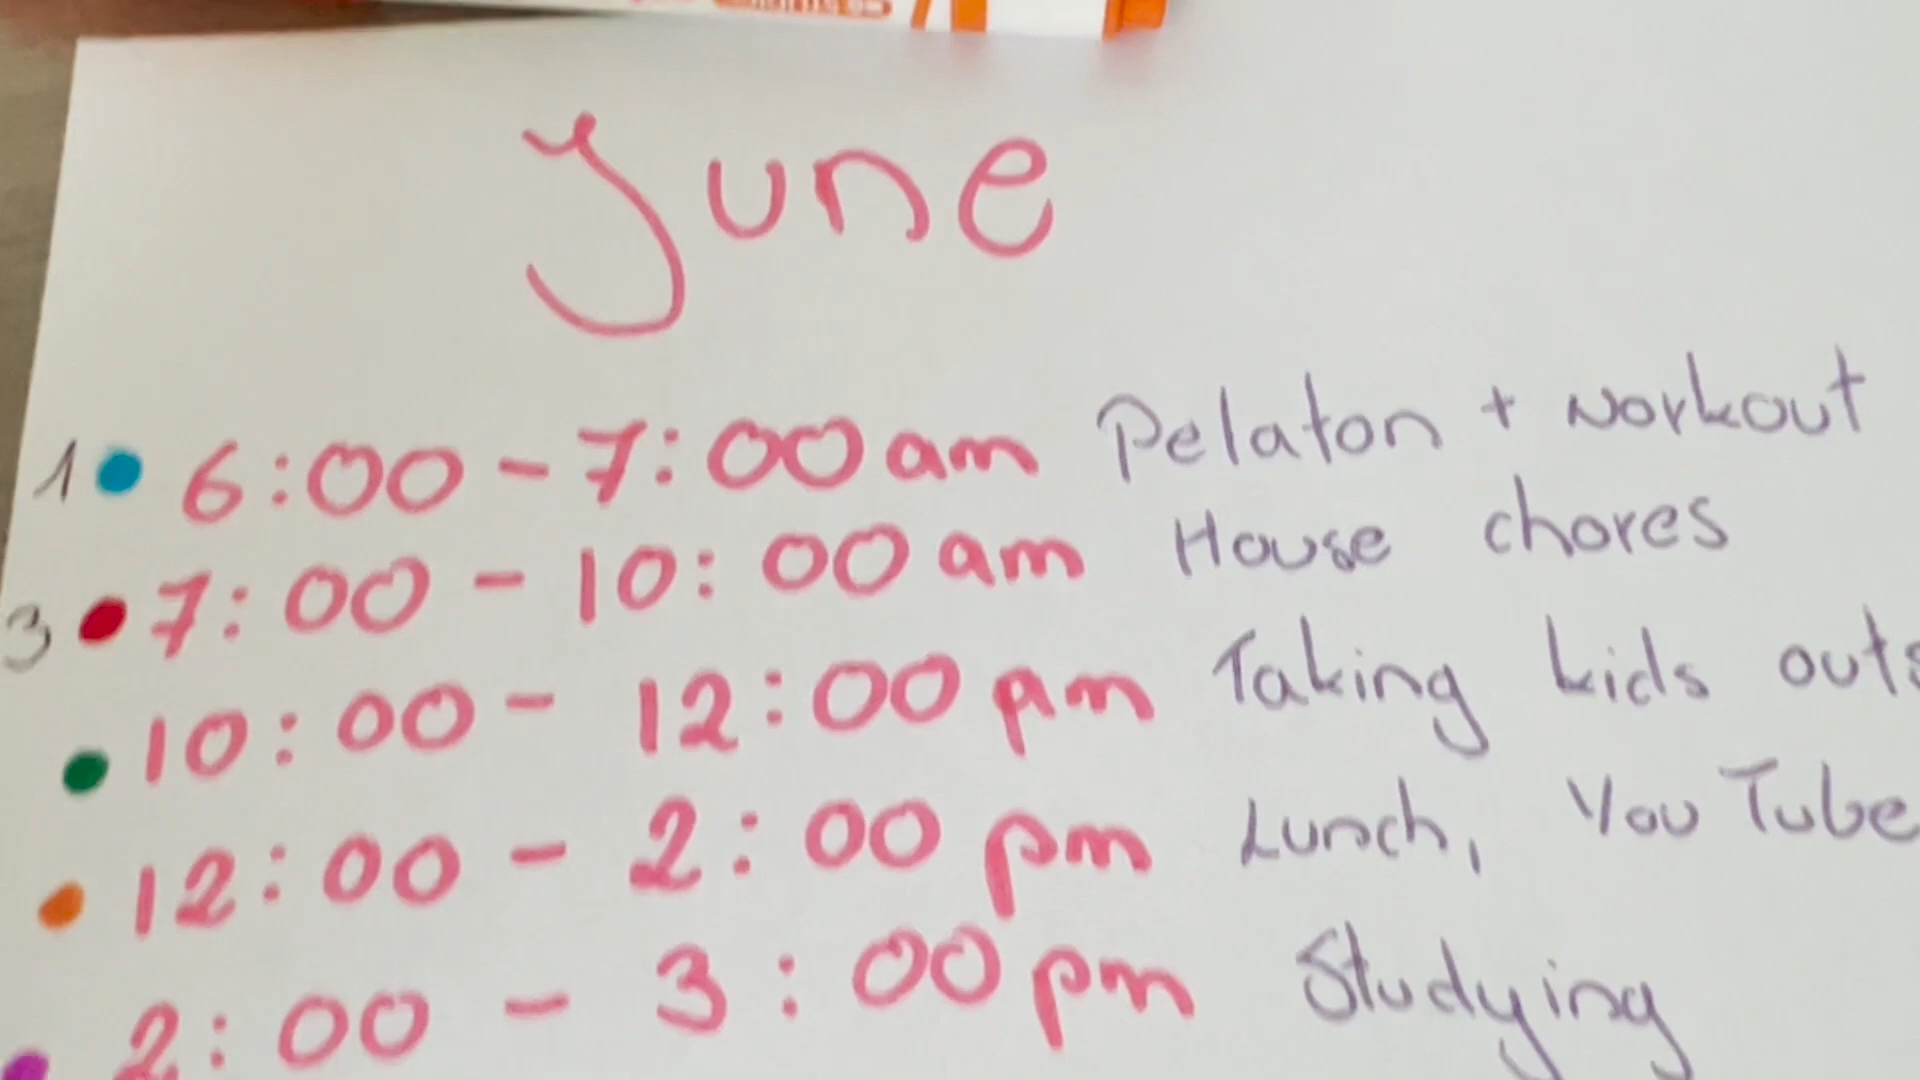 June
1 6:00 - 7:00 am Pelaton + workout
3 7:00 - 10:00 am House chores
10:00 - 12:00 pm Taking kids outs
12:00 - 2:00 pm Lunch, YouTube
2:00 - 3:00 pm Studying